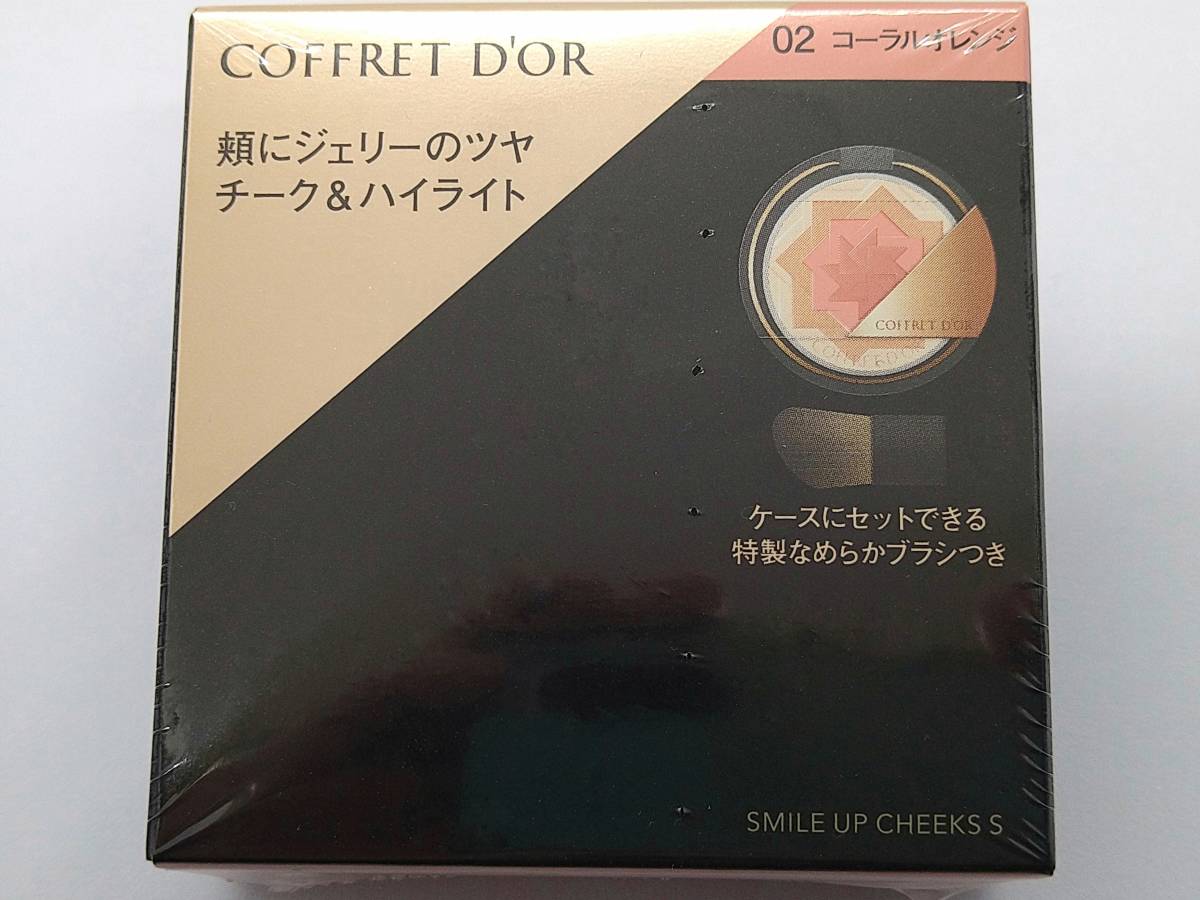 COFFRET D'OR
02 コーラルオレンジ
頬にジェリーのツヤ
チーク&ハイライト
COFFRET D'OR
COFFRET D'OR
ケースにセットできる
特製なめらかブラシつき
SMILE UP CHEEKS S